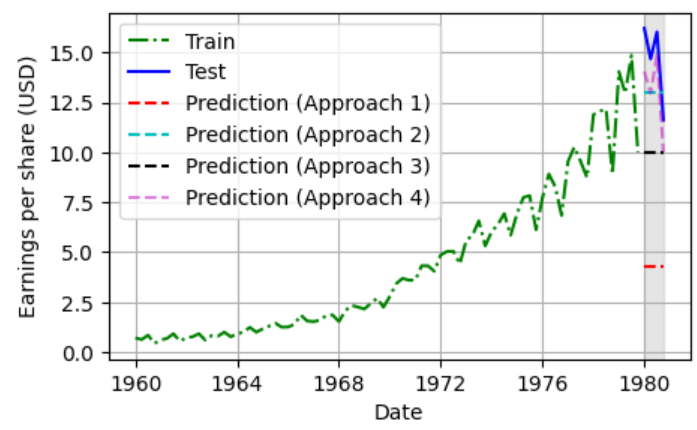 Earnings per share (USD)
15.0
12.5
10.0
7.5
5.0
2.5
0.0
Train
Test
Prediction (Approach 1)
Prediction (Approach 2)
Prediction (Approach 3)
Prediction (Approach 4)
1960 1964 1968 1972 1976 1980
Date